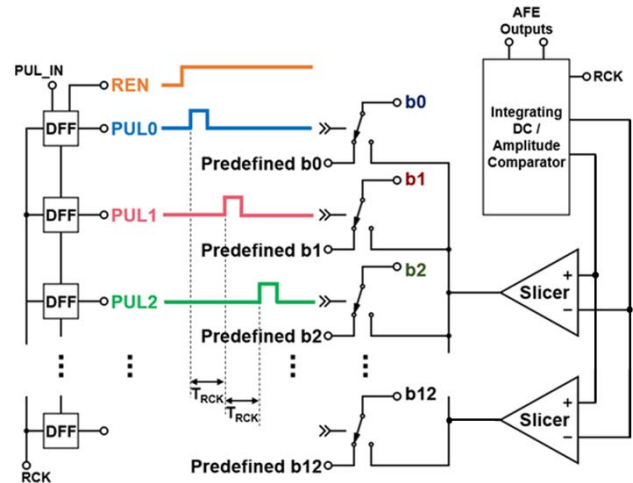 AFE
Outputs
PUL_IN
REN
RCK
b0
DFF
PUL0
Integrating
DC /
Amplitude
Comparator
Predefined b0
b1
DFF
PUL1
Predefined b1
b2
+
DFF
PUL2
Slicer
−
Predefined b2
TRCK
TRCK
b12
+
DFF
Slicer
−
Predefined b12
RCK